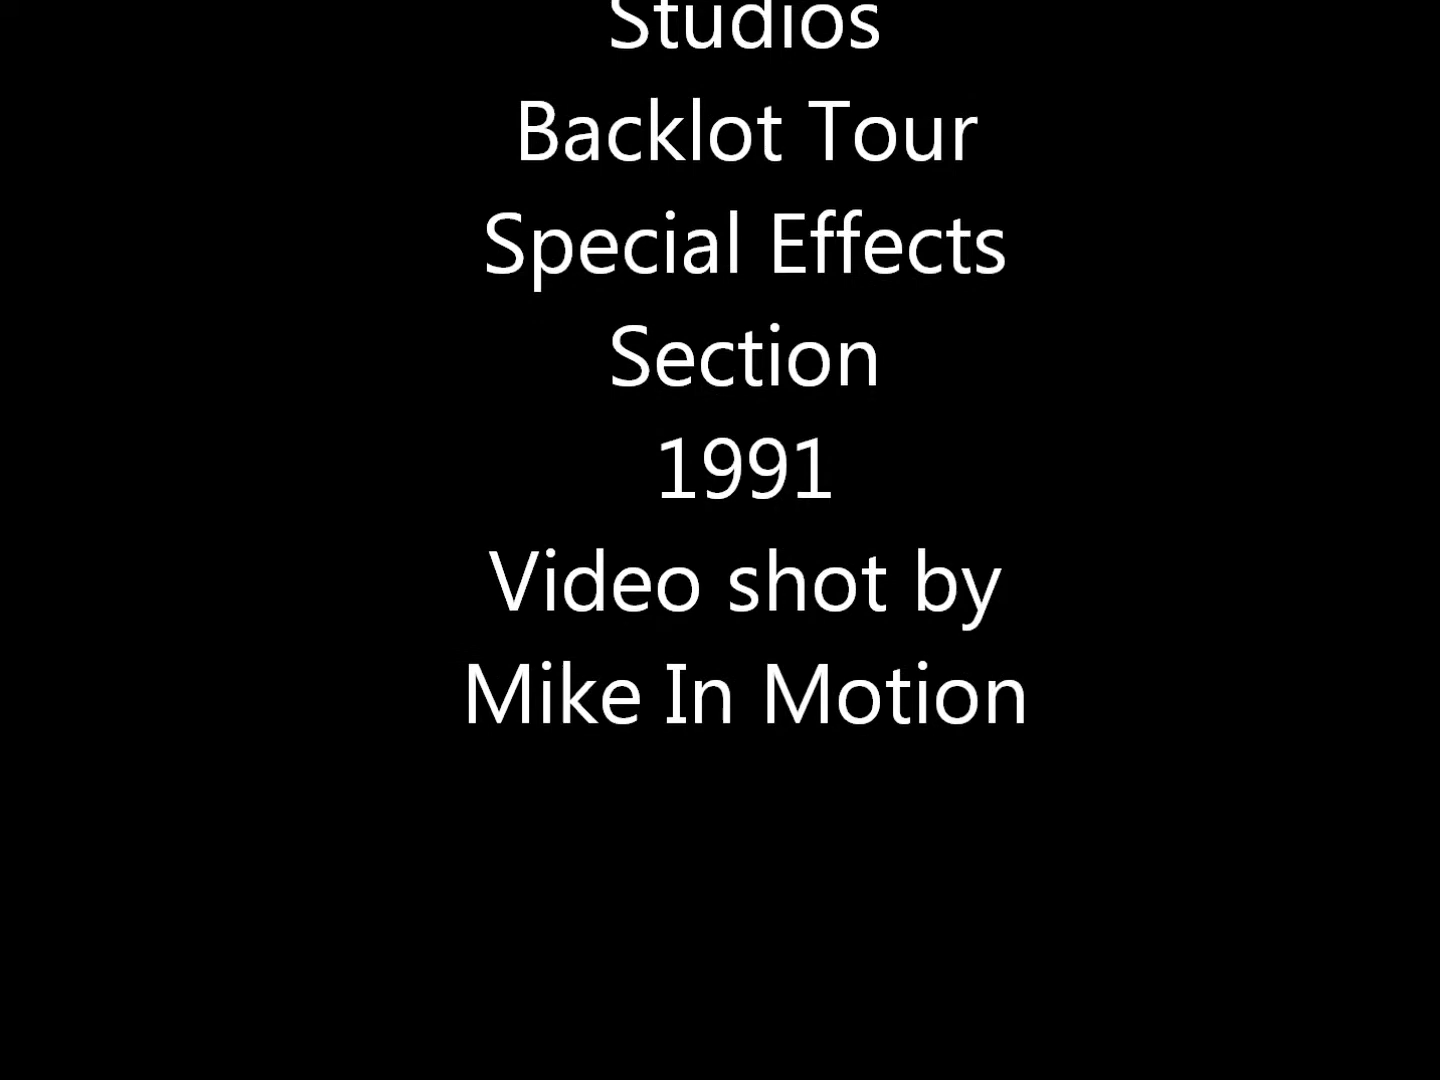 Studios
Backlot Tour
Special Effects
Section
1991
Video shot by
Mike In Motion